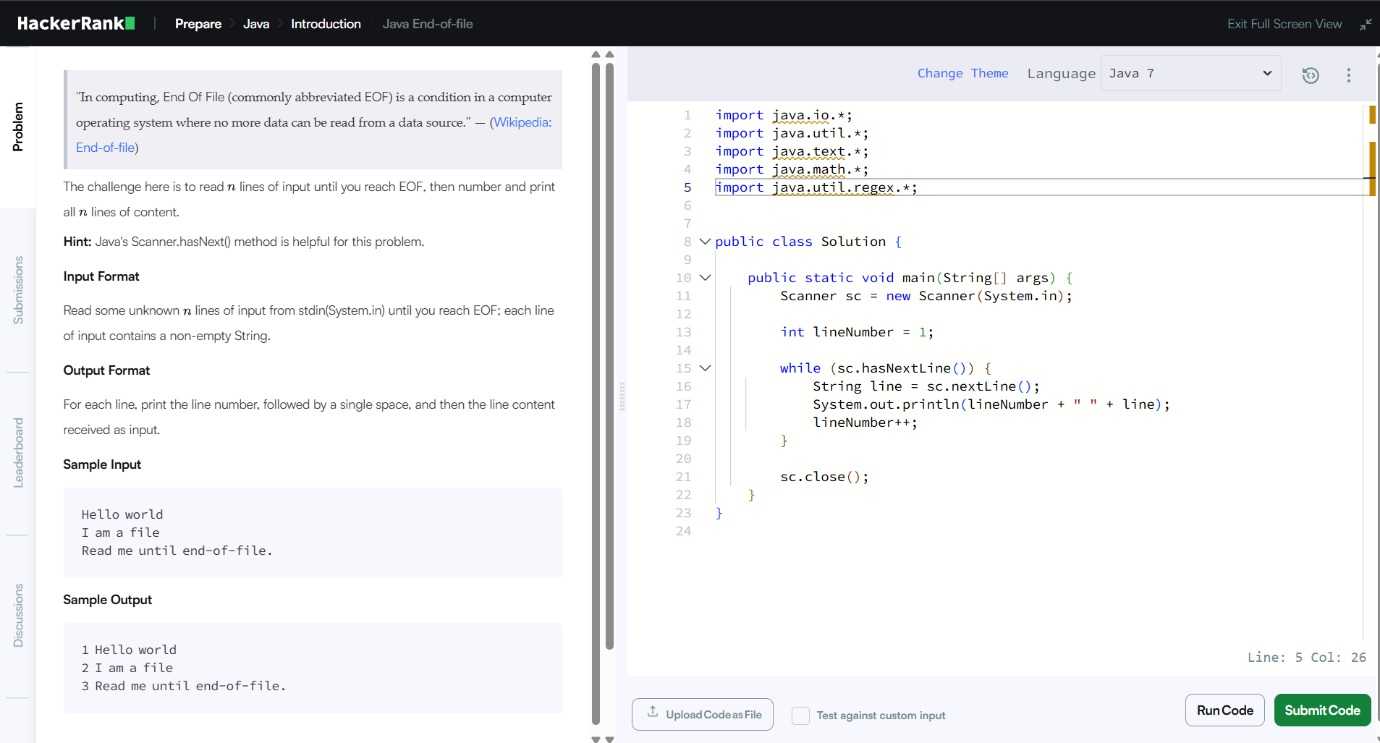 HackerRank | Prepare > Java > Introduction > Java End-of-file Exit Full Screen View
Problem
Submissions
Leaderboard
Discussions
"In computing, End Of File (commonly abbreviated EOF) is a condition in a computer
operating system where no more data can be read from a data source." — (Wikipedia:
End-of-file)
The challenge here is to read n lines of input until you reach EOF, then number and print
all n lines of content.
Hint: Java's Scanner.hasNext() method is helpful for this problem.
Input Format
Read some unknown n lines of input from stdin(System.in) until you reach EOF; each line
of input contains a non-empty String.
Output Format
For each line, print the line number, followed by a single space, and then the line content
received as input.
Sample Input
Hello world
I am a file
Read me until end-of-file.
Sample Output
1 Hello world
2 I am a file
3 Read me until end-of-file.
Change Theme Language Java 7
1 import java.io.*;
2 import java.util.*;
3 import java.text.*;
4 import java.math.*;
5 import java.util.regex.*;
6
7
8 public class Solution {
9
10     public static void main(String[] args) {
11         Scanner sc = new Scanner(System.in);
12
13         int lineNumber = 1;
14
15         while (sc.hasNextLine()) {
16             String line = sc.nextLine();
17             System.out.println(lineNumber + " " + line);
18             lineNumber++;
19         }
20
21         sc.close();
22     }
23 }
24
Line: 5 Col: 26
Upload Code as File Test against custom input Run Code Submit Code